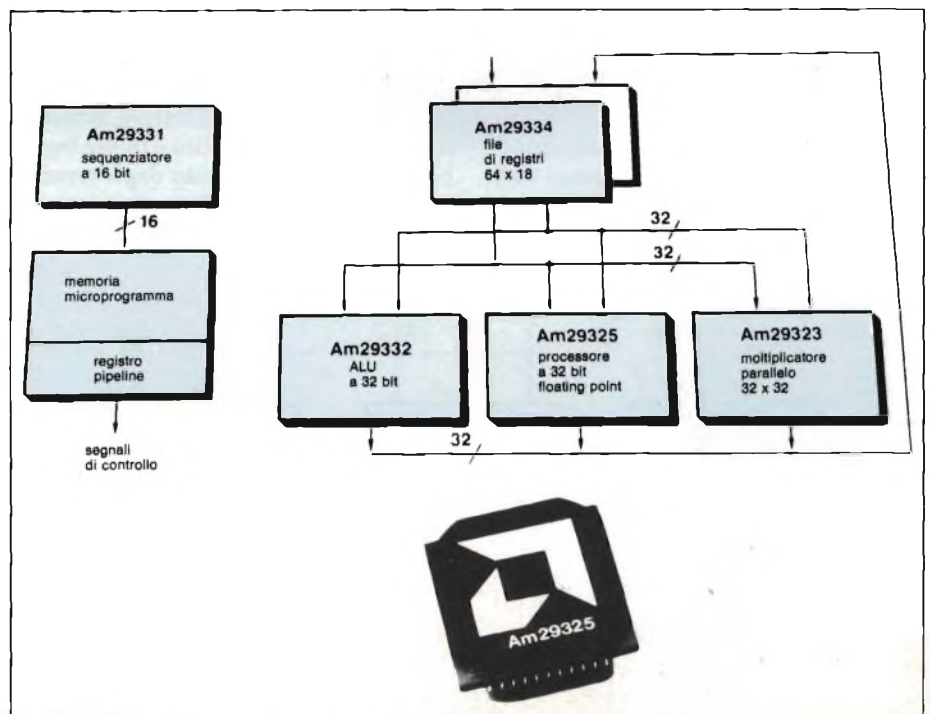 Am29331
sequenziatore
a 16 bit
16
memoria
microprogramma
registro
pipeline
segnali
di controllo
Am29334
file
di registri
64 x 18
32
32
Am29332
ALU
a 32 bit
Am29325
processore
a 32 bit
floating point
Am29323
moltiplicatore
parallelo
32 x 32
32
Am29325